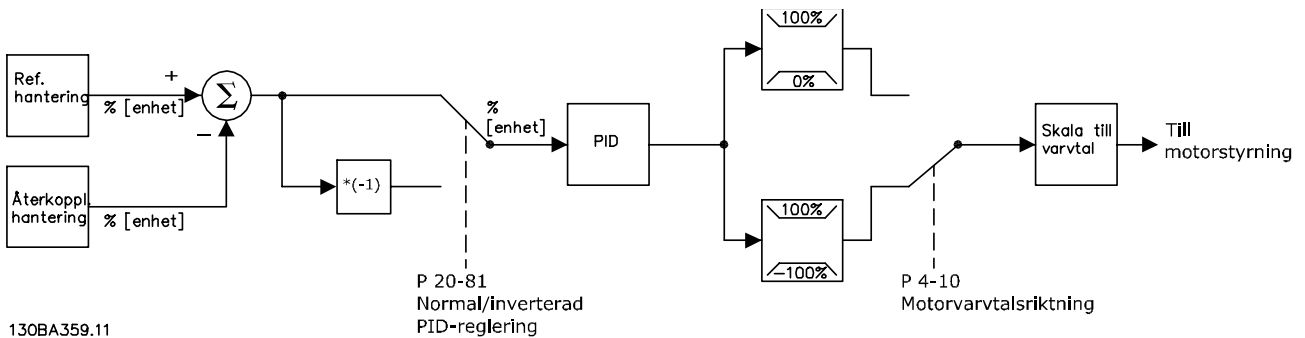 Ref.
hantering
+
% [enhet]
Σ
−
Återkoppl.
hantering
% [enhet]
*(-1)
%
[enhet]
P 20-81
Normal/inverterad
PID-reglering
PID
100%
0%
100%
-100%
P 4-10
Motorvarvtalsriktning
Skala till
varvtal
Till
motorstyrning
130BA359.11